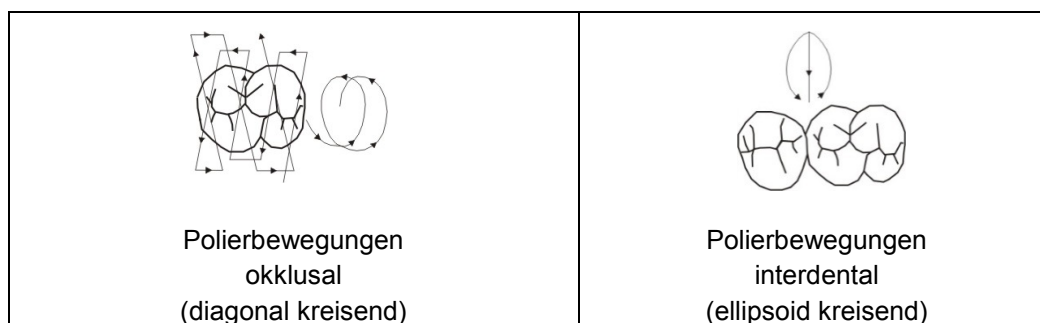 Polierbewegungen
okklusal
(diagonal kreisend)
Polierbewegungen
interdental
(ellipsoid kreisend)